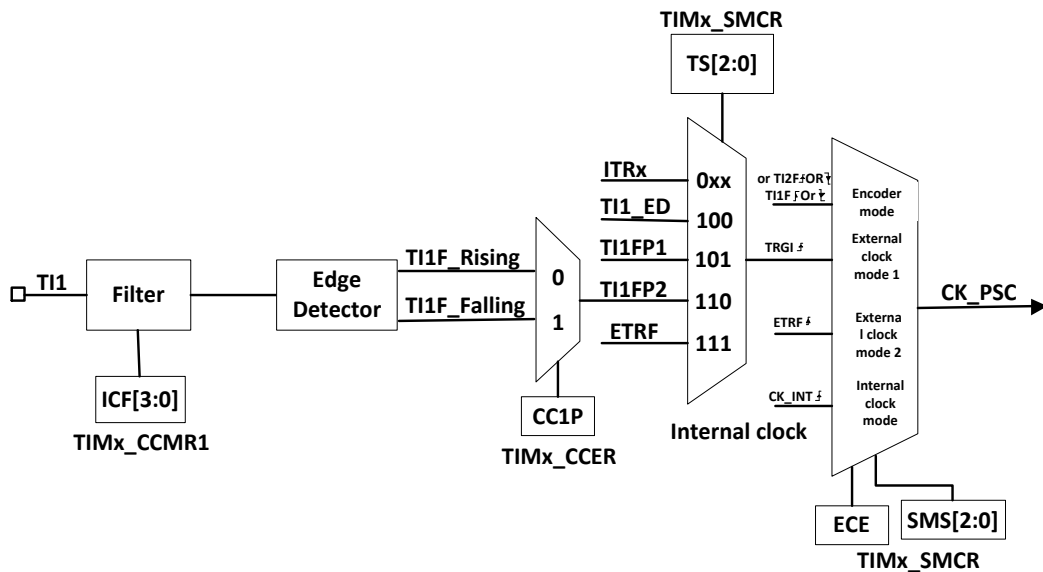 TIMx_SMCR
TS[2:0]
ITRx
0xx
TI1_ED
100
TI1FP1
101
TI1FP2
110
ETRF
111
TI1
Filter
ICF[3:0]
TIMx_CCMR1
Edge
Detector
TI1F_Rising
TI1F_Falling
0
1
CC1P
TIMx_CCER
Internal clock
or TI2F OR
TI1F Or
Encoder
mode
TRGI
External
clock
mode 1
ETRF
Externa
l clock
mode 2
CK_INT
Internal
clock
mode
CK_PSC
ECE
SMS[2:0]
TIMx_SMCR